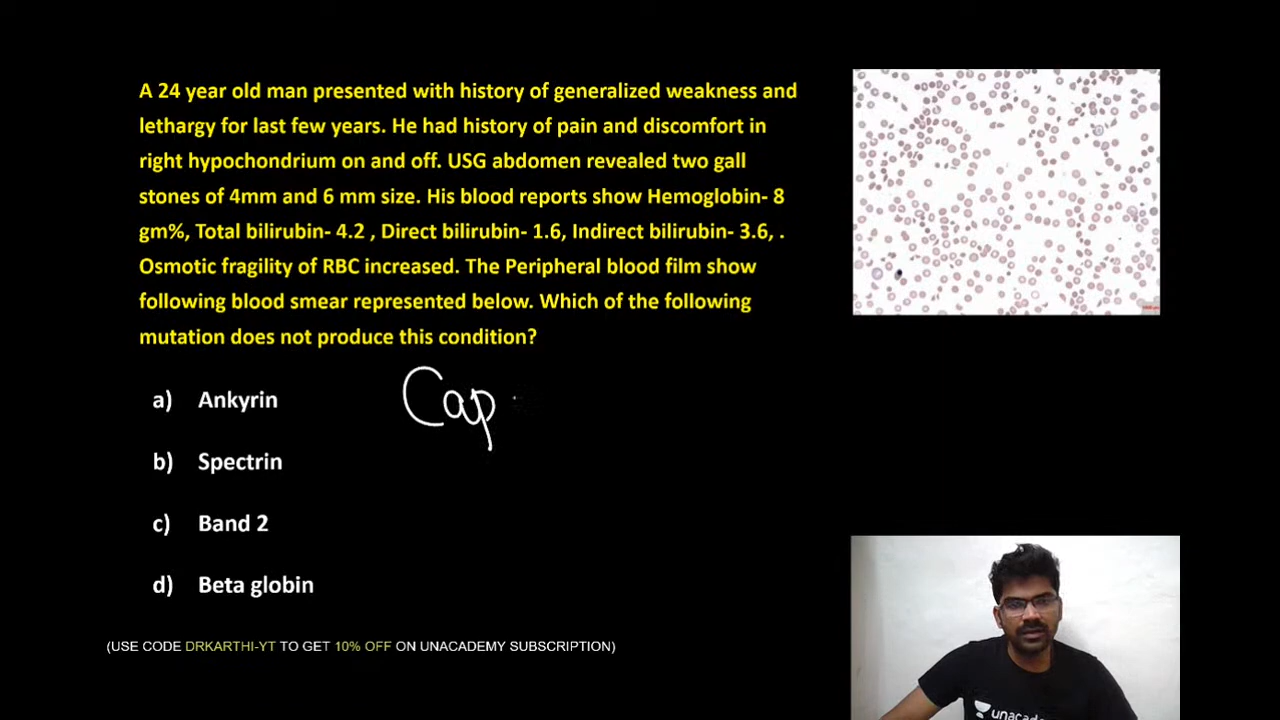 A 24 year old man presented with history of generalized weakness and
lethargy for last few years. He had history of pain and discomfort in
right hypochondrium on and off. USG abdomen revealed two gall
stones of 4mm and 6 mm size. His blood reports show Hemoglobin- 8
gm%, Total bilirubin- 4.2 , Direct bilirubin- 1.6, Indirect bilirubin- 3.6, .
Osmotic fragility of RBC increased. The Peripheral blood film show
following blood smear represented below. Which of the following
mutation does not produce this condition?
a) Ankyrin
Cap
b) Spectrin
c) Band 2
d) Beta globin
(USE CODE DRKARTHI-YT TO GET 10% OFF ON UNACADEMY SUBSCRIPTION)